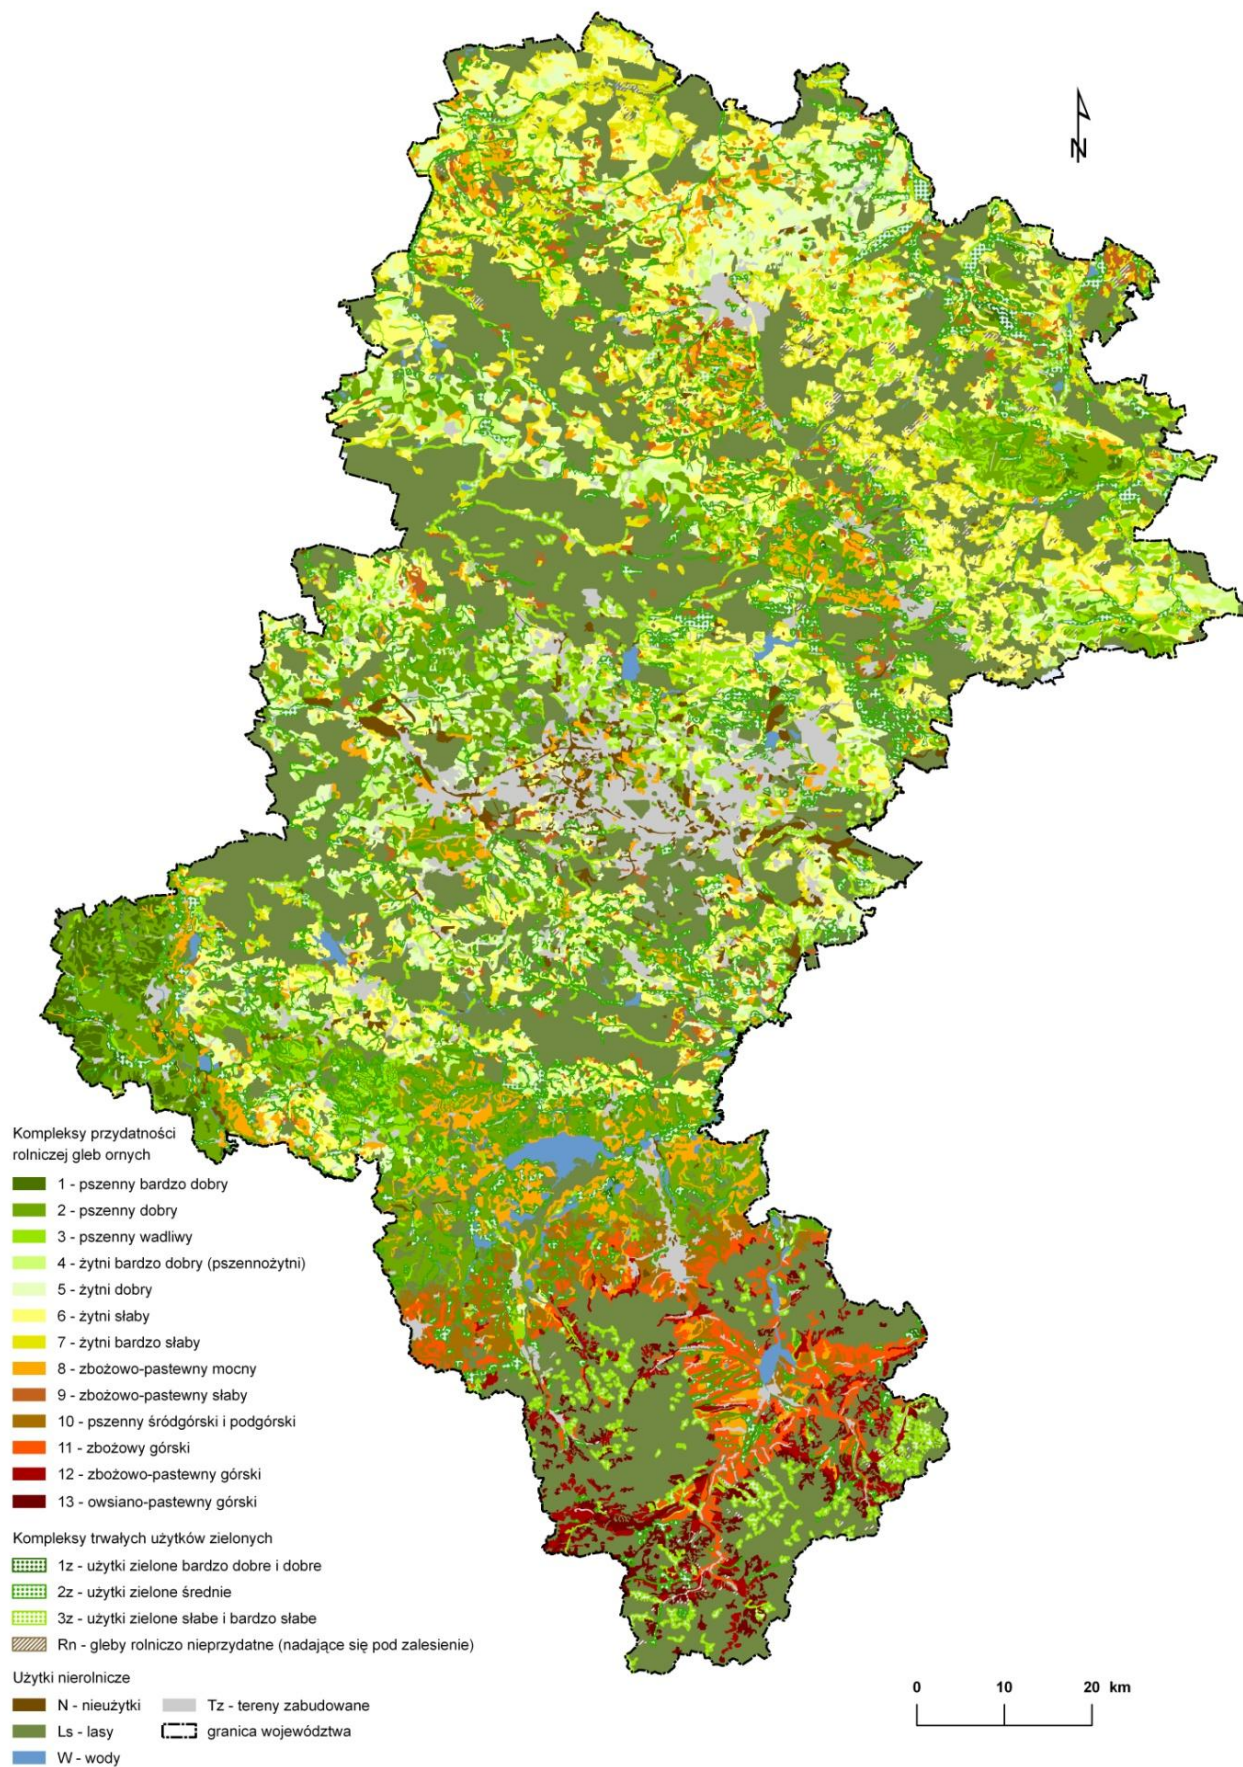 N
Kompleksy przydatności
rolniczej gleb ornych
1 - pszenny bardzo dobry
2 - pszenny dobry
3 - pszenny wadliwy
4 - żytni bardzo dobry (pszennożytni)
5 - żytni dobry
6 - żytni słaby
7 - żytni bardzo słaby
8 - zbożowo-pastewny mocny
9 - zbożowo-pastewny słaby
10 - pszenny śródgórski i podgórski
11 - zbożowy górski
12 - zbożowo-pastewny górski
13 - owsiano-pastewny górski
Kompleksy trwałych użytków zielonych
1z - użytki zielone bardzo dobre i dobre
2z - użytki zielone średnie
3z - użytki zielone słabe i bardzo słabe
Rn - gleby rolniczo nieprzydatne (nadające się pod zalesienie)
Użytki nierolnicze
N - nieużytki
Tz - tereny zabudowane
Ls - lasy
granica województwa
W - wody
0 10 20 km